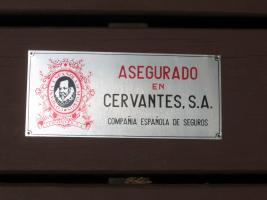 ASEGURADO
EN
CERVANTES, S.A.
COMPAÑIA ESPAÑOLA DE SEGUROS